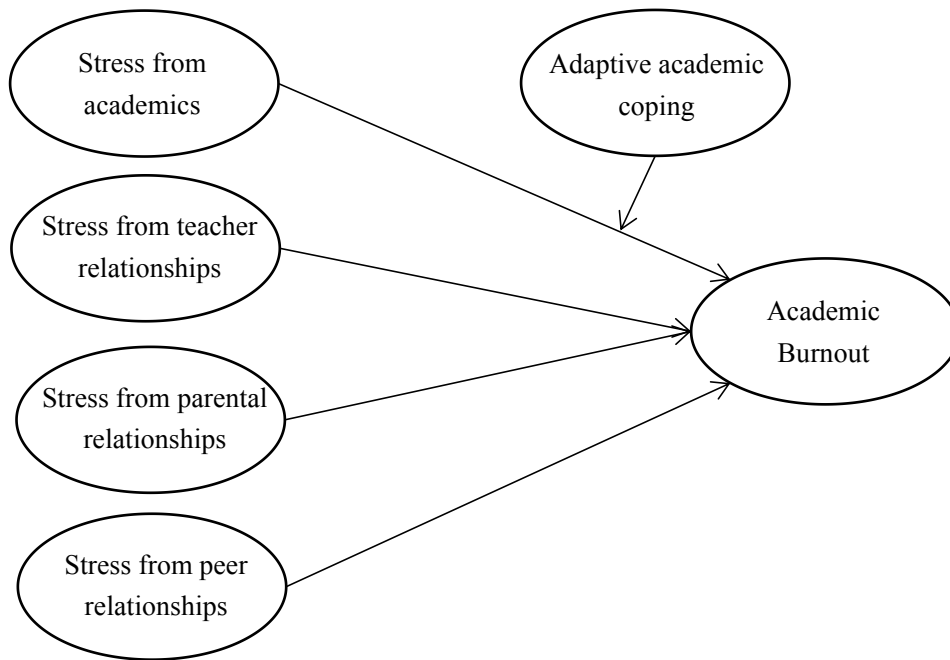 Stress from
academics
Adaptive academic
coping
Stress from teacher
relationships
Academic
Burnout
Stress from parental
relationships
Stress from peer
relationships